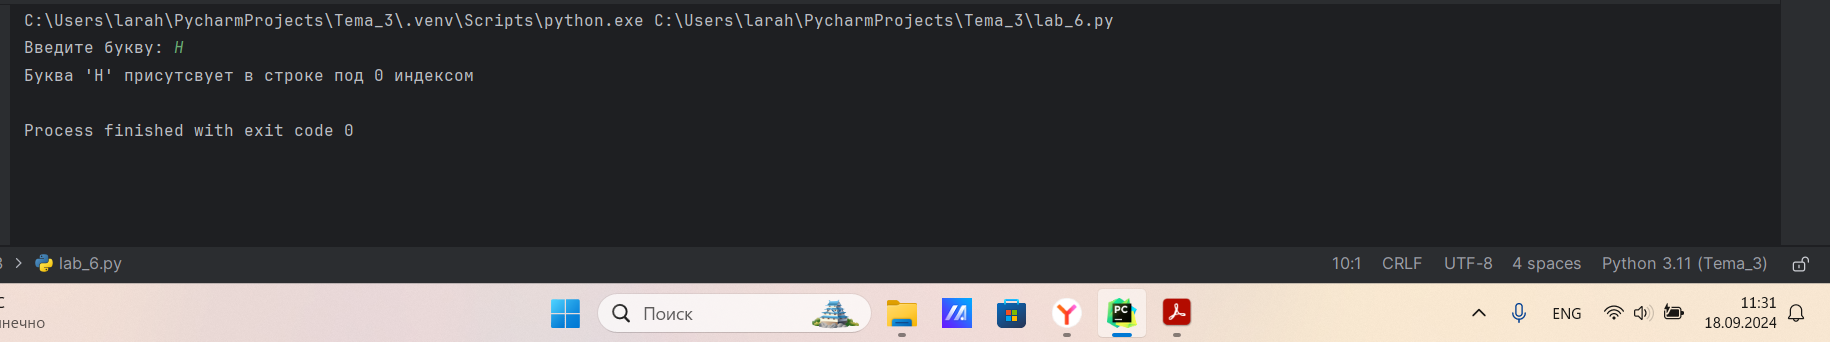 C:\Users\larah\PycharmProjects\Tema_3\.venv\Scripts\python.exe C:\Users\larah\PycharmProjects\Tema_3\lab_6.py
Введите букву: H
Буква 'H' присутсвует в строке под 0 индексом
Process finished with exit code 0
lab_6.py
10:1 CRLF UTF-8 4 spaces Python 3.11 (Tema_3)
Поиск
PC
ENG
11:31
18.09.2024